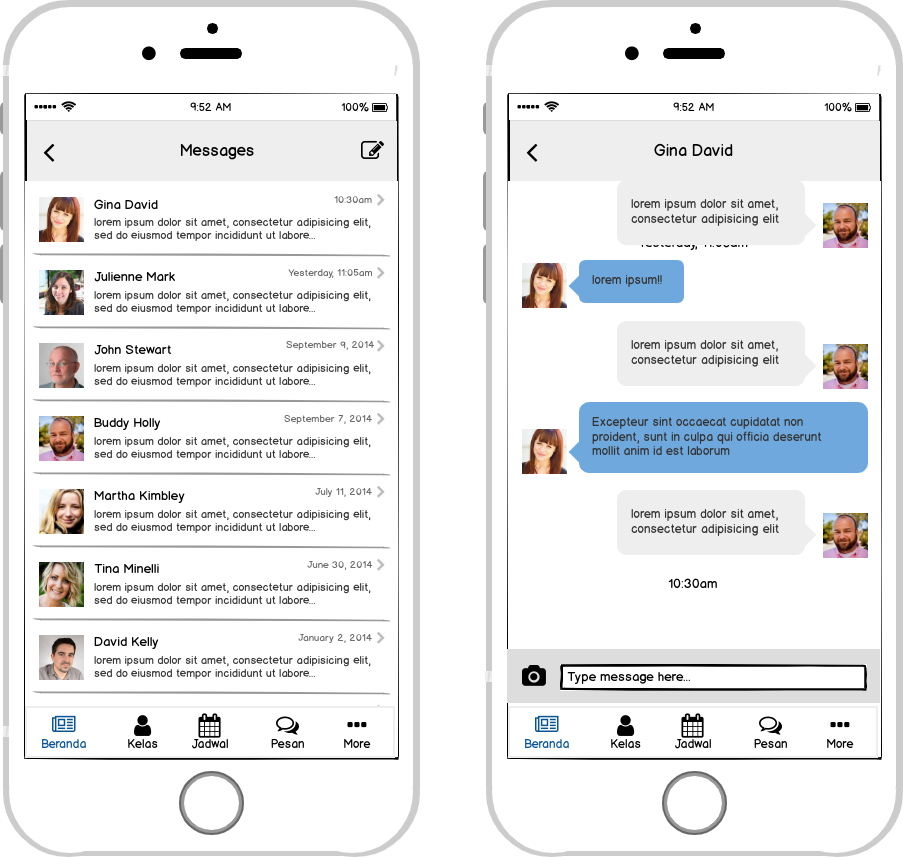 9:52 AM
100%
Messages
Gina David
10:30am
lorem ipsum dolor sit amet, consectetur adipisicing elit,
sed do eiusmod tempor incididunt ut labore...
Julienne Mark
Yesterday, 11:05am
lorem ipsum dolor sit amet, consectetur adipisicing elit,
sed do eiusmod tempor incididunt ut labore...
John Stewart
September 9, 2014
lorem ipsum dolor sit amet, consectetur adipisicing elit,
sed do eiusmod tempor incididunt ut labore...
Buddy Holly
September 7, 2014
lorem ipsum dolor sit amet, consectetur adipisicing elit,
sed do eiusmod tempor incididunt ut labore...
Martha Kimbley
July 11, 2014
lorem ipsum dolor sit amet, consectetur adipisicing elit,
sed do eiusmod tempor incididunt ut labore...
Tina Minelli
June 30, 2014
lorem ipsum dolor sit amet, consectetur adipisicing elit,
sed do eiusmod tempor incididunt ut labore...
David Kelly
January 2, 2014
lorem ipsum dolor sit amet, consectetur adipisicing elit,
sed do eiusmod tempor incididunt ut labore...
Beranda
Kelas
Jadwal
Pesan
More
9:52 AM
100%
Gina David
lorem ipsum dolor sit amet,
consectetur adipisicing elit
Yesterday, 11:05am
lorem ipsum!!
lorem ipsum dolor sit amet,
consectetur adipisicing elit
Excepteur sint occaecat cupidatat non
proident, sunt in culpa qui officia deserunt
mollit anim id est laborum
lorem ipsum dolor sit amet,
consectetur adipisicing elit
10:30am
Type message here...
Beranda
Kelas
Jadwal
Pesan
More